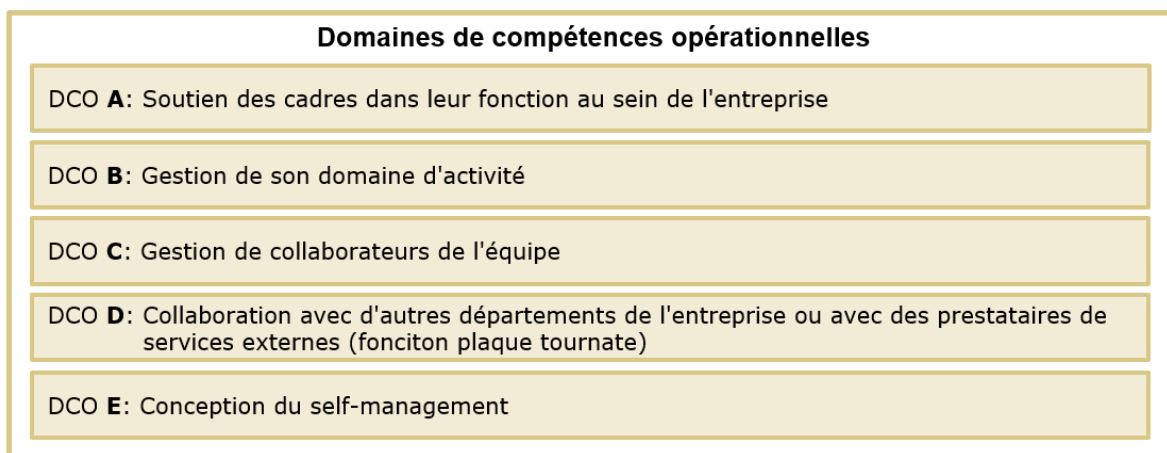 Domaines de compétences opérationnelles
DCO A: Soutien des cadres dans leur fonction au sein de l'entreprise
DCO B: Gestion de son domaine d'activité
DCO C: Gestion de collaborateurs de l'équipe
DCO D: Collaboration avec d'autres départements de l'entreprise ou avec des prestataires de
services externes (fonciton plaque tournate)
DCO E: Conception du self-management